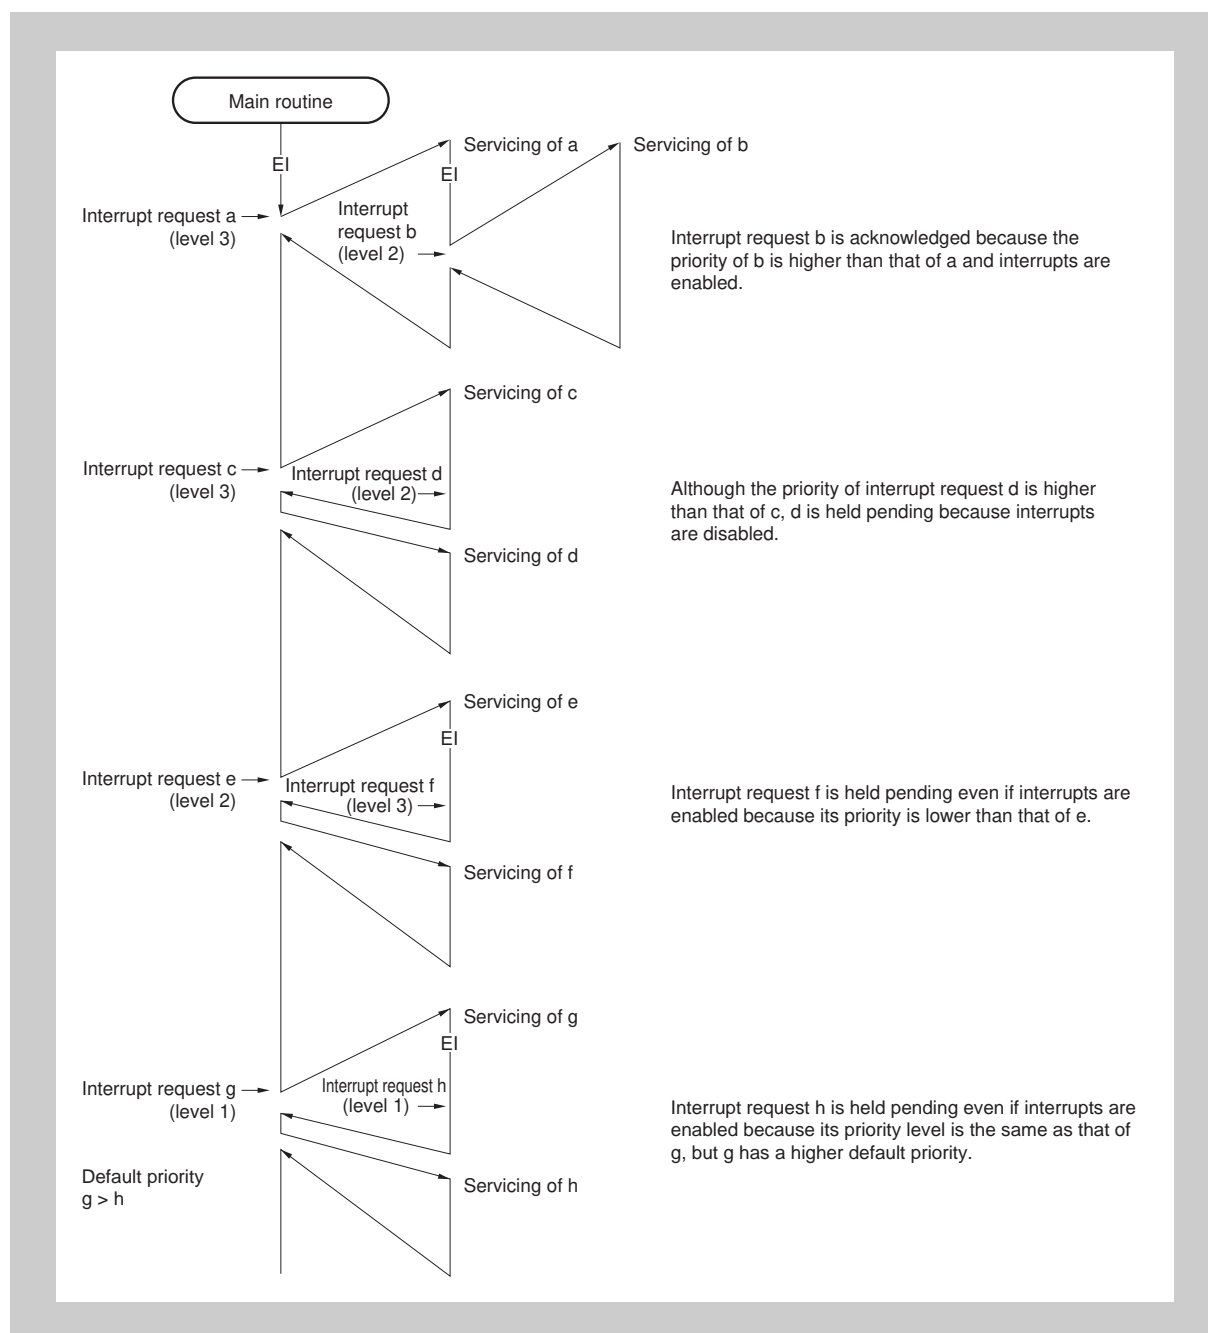 Main routine
EI
Servicing of a
Servicing of b
EI
Interrupt request a
(level 3)
Interrupt
request b
(level 2)
Interrupt request b is acknowledged because the
priority of b is higher than that of a and interrupts are
enabled.
Servicing of c
Interrupt request c
(level 3)
Interrupt request d
(level 2)
Although the priority of interrupt request d is higher
than that of c, d is held pending because interrupts
are disabled.
Servicing of d
Servicing of e
EI
Interrupt request e
(level 2)
Interrupt request f
(level 3)
Interrupt request f is held pending even if interrupts are
enabled because its priority is lower than that of e.
Servicing of f
Servicing of g
EI
Interrupt request g
(level 1)
Interrupt request h
(level 1)
Interrupt request h is held pending even if interrupts are
enabled because its priority level is the same as that of
g, but g has a higher default priority.
Default priority
g > h
Servicing of h